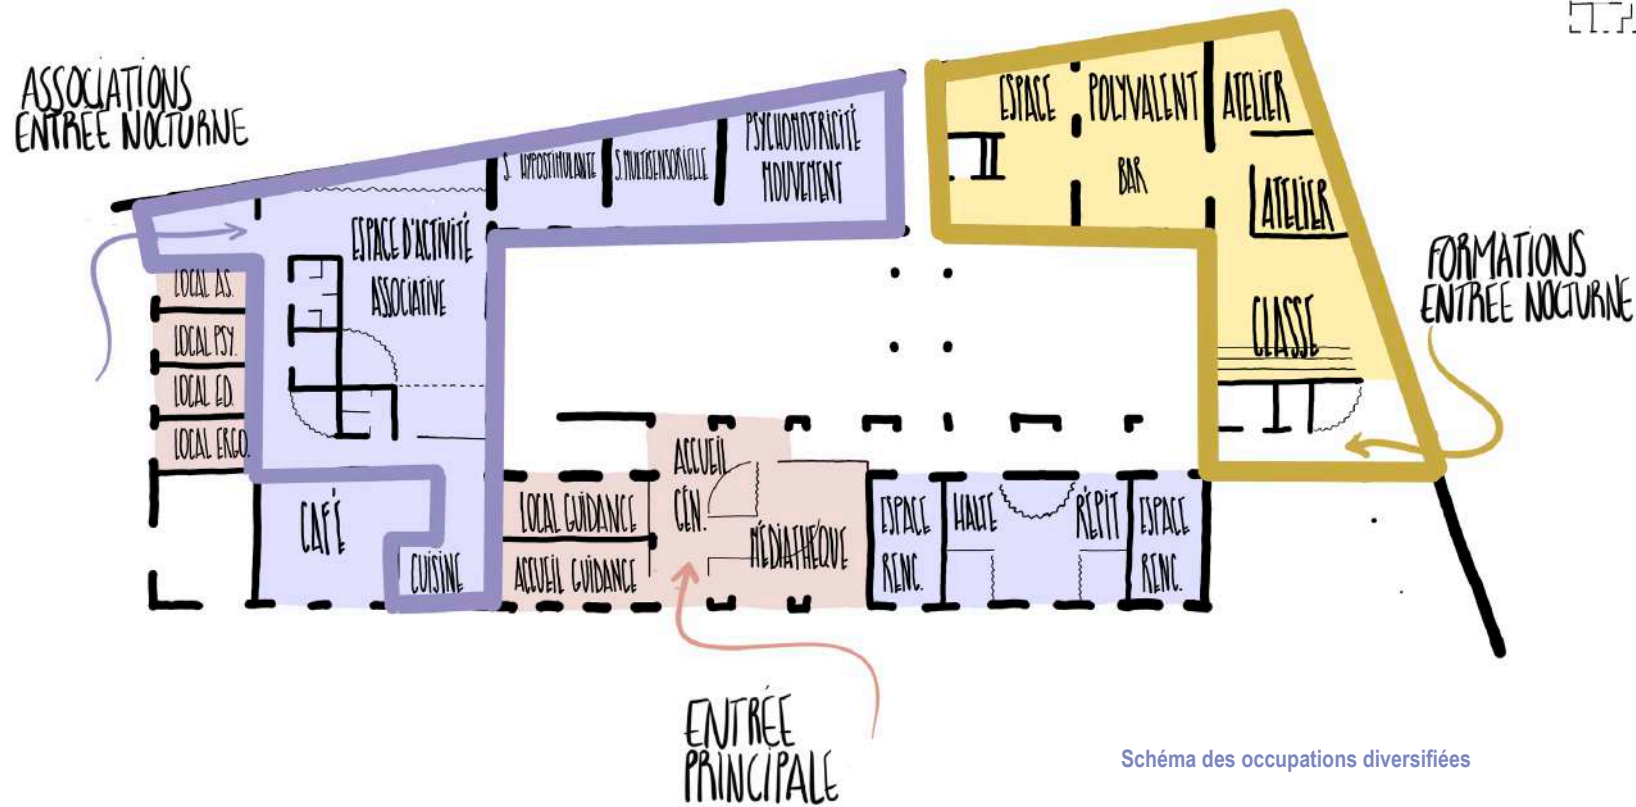 ASSOCIATIONS
ENTRÉE NOCTURNE
ESPACE POLYVALENT ATELIER
BAR
ATELIER
CLASSE
PSYCHOMOTRICITÉ
MOUVEMENT
S. HYPOSTIMULANTE
S. MULTISENSORIELLE
ESPACE D'ACTIVITÉ
ASSOCIATIVE
LOCAL AS.
LOCAL PSY.
LOCAL ED.
LOCAL ERGO.
FORMATIONS
ENTREE NOCTURNE
CAFÉ
CUISINE
LOCAL GUIDANCE
ACCUEIL GUIDANCE
ACCUEIL
GÉN.
MÉDIATHÉQUE
ESPACE
RENC.
HALTE RÉPIT
ESPACE
RENC.
ENTRÉE
PRINCIPALE
Schéma des occupations diversifiées